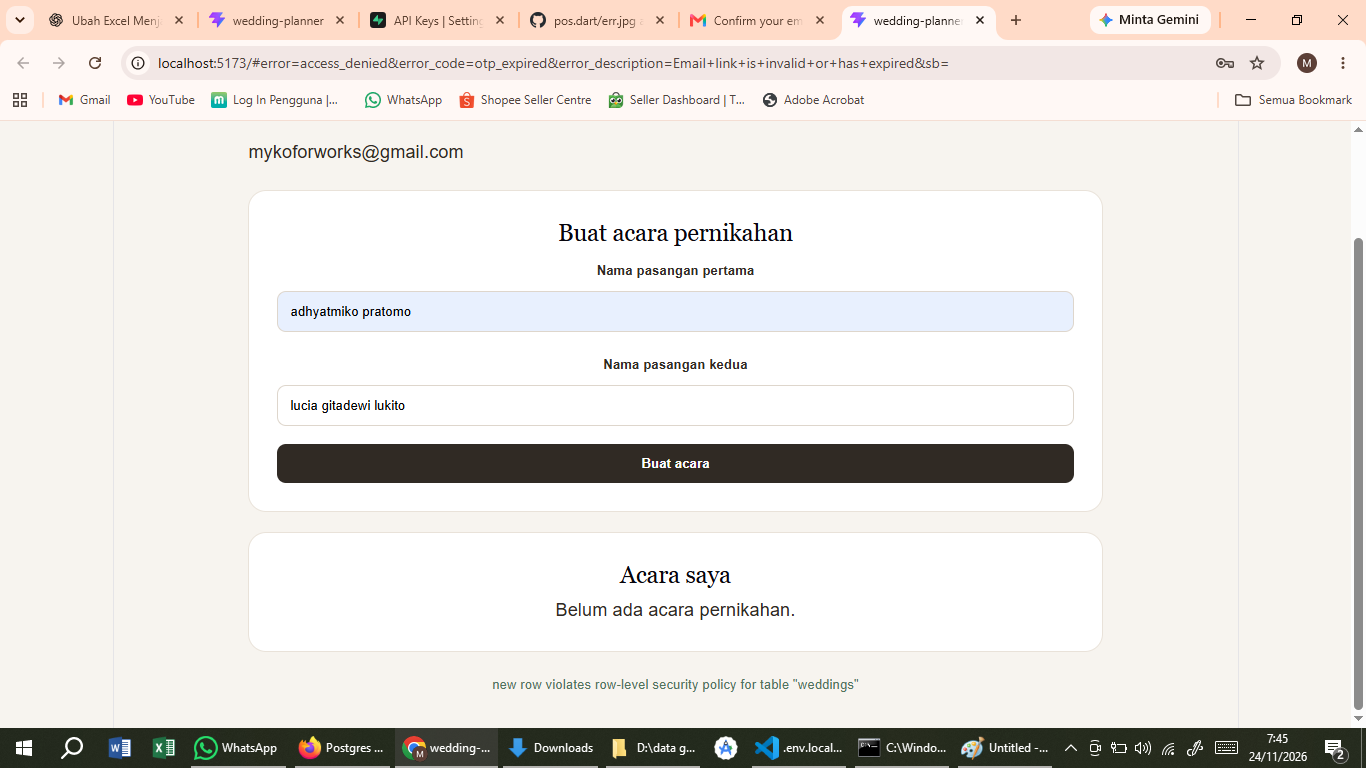 Ubah Excel Menj
wedding-planner
API Keys | Setting
pos.dart/err.jpg a
Confirm your em
wedding-planner
Minta Gemini
localhost:5173/#error=access_denied&error_code=otp_expired&error_description=Email+link+is+invalid+or+has+expired&sb=
M
Gmail
YouTube
Log In Pengguna |...
WhatsApp
Shopee Seller Centre
Seller Dashboard | T...
Adobe Acrobat
Semua Bookmark
mykoforworks@gmail.com
Buat acara pernikahan
Nama pasangan pertama
adhyatmiko pratomo
Nama pasangan kedua
lucia gitadewi lukito
Buat acara
Acara saya
Belum ada acara pernikahan.
new row violates row-level security policy for table "weddings"
WhatsApp
Postgres ...
wedding-...
Downloads
D:\data g...
.env.local...
C:\Windo...
Untitled -...
7:45
24/11/2026
2